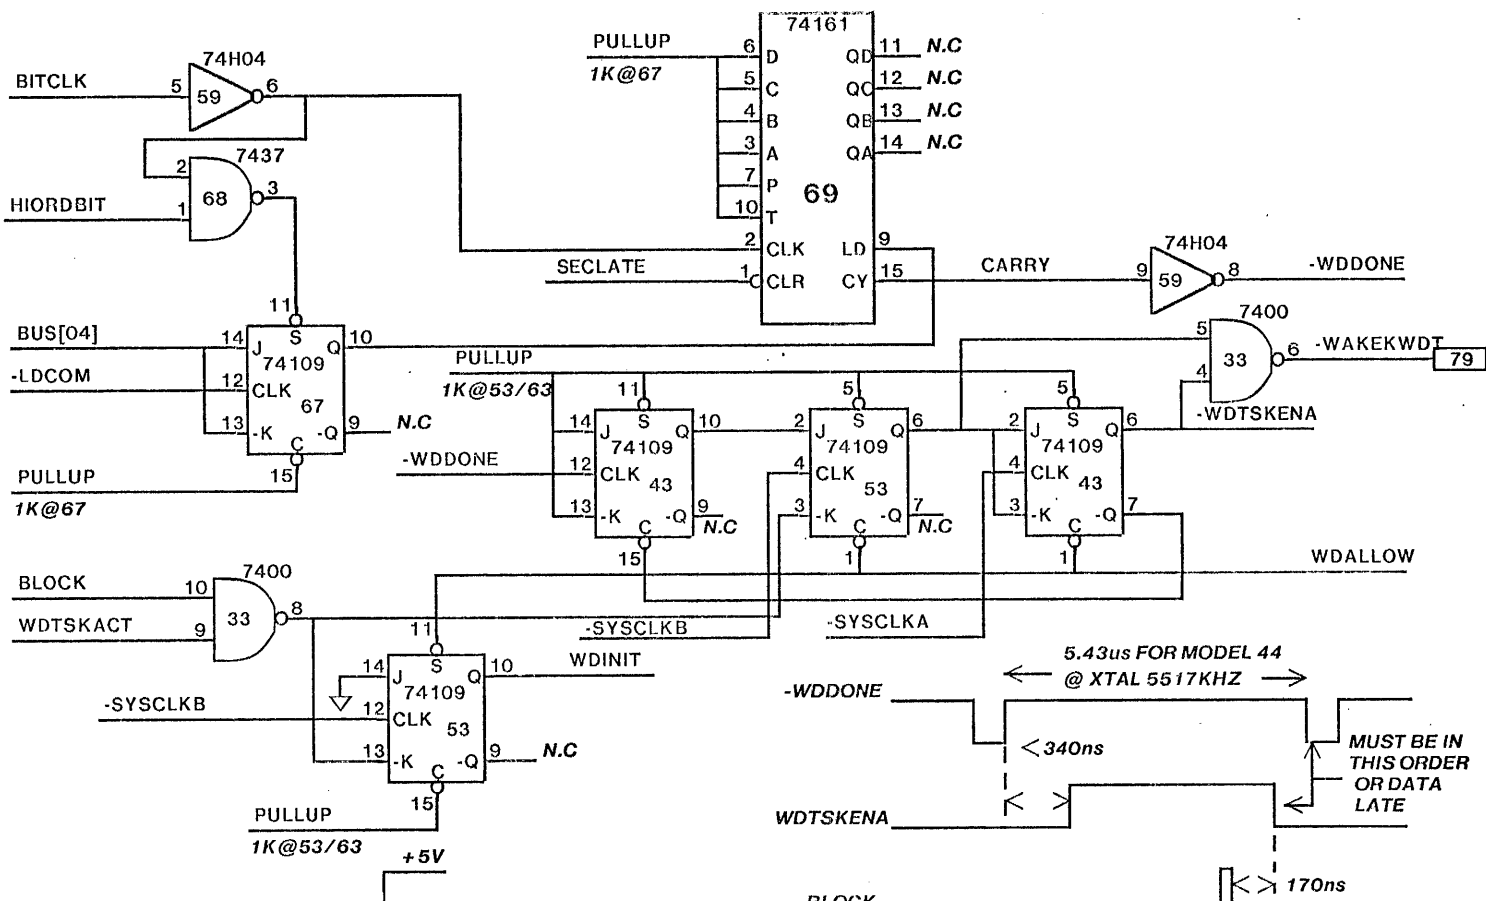 BITCLK
5
74H04
59
6
7437
2
68
3
HIORDBIT
1
PULLUP
1K@67
74161
6 D QD 11 N.C
5 C QC 12 N.C
4 B QB 13 N.C
3 A QA 14 N.C
7 P
69
10 T
2 CLK LD 9
SECLATE
1 CLR CY 15
CARRY
74H04
9
59
8
-WDDONE
11
BUS[04]
14 J S Q 10
74109
-LDCOM
12 CLK
67
13 -K -Q 9 N.C
C
15
PULLUP
1K@67
PULLUP
1K@53/63
7400
5
33
6
-WAKEKWDT
79
4
-WDTSKENA
11
14 J S Q 10
74109
-WDDONE
12 CLK
43
13 -K -Q 9
N.C
C
15
5
2 J S Q 6
74109
4 CLK
53
3 -K -Q 7
N.C
C
1
5
2 J S Q 6
74109
4 CLK
43
3 -K -Q 7
C
1
WDALLOW
BLOCK
10
7400
33
8
WDTSKACT
9
-SYSCLKB
-SYSCLKA
11
14 J S Q 10
WDINIT
74109
-SYSCLKB
12 CLK
53
13 -K -Q 9 N.C
C
15
PULLUP
1K@53/63
+5V
5.43us FOR MODEL 44
@ XTAL 5517KHZ
-WDDONE
<340ns
MUST BE IN
THIS ORDER
OR DATA
LATE
WDTSKENA
170ns
BLOCK